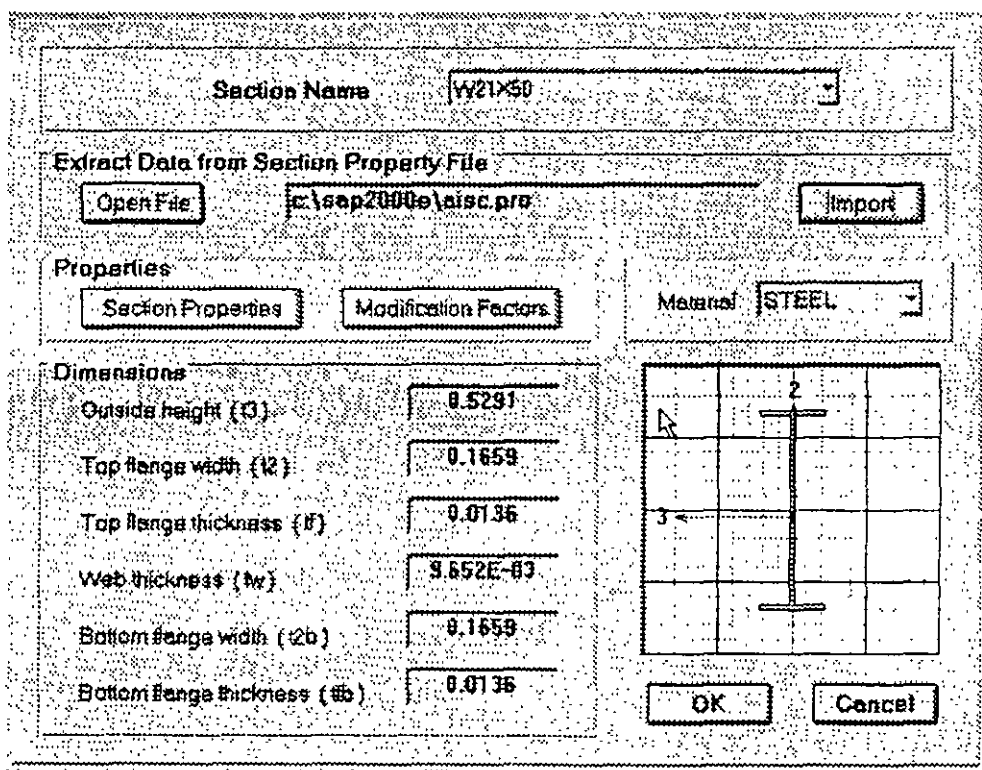 Section Name W21X50
Extract Data from Section Property File
Open File c:\sap2000e\aisc.pro Import
Properties
Section Properties Modification Factors Material STEEL
Dimensions
Outside height (t3) 0.5291
Top flange width (t2) 0.1659
Top flange thickness (tf) 0.0136
Web thickness (tw) 9.652E-03
Bottom flange width (t2b) 0.1659
Bottom flange thickness (tfb) 0.0136
2
3
OK Cancel